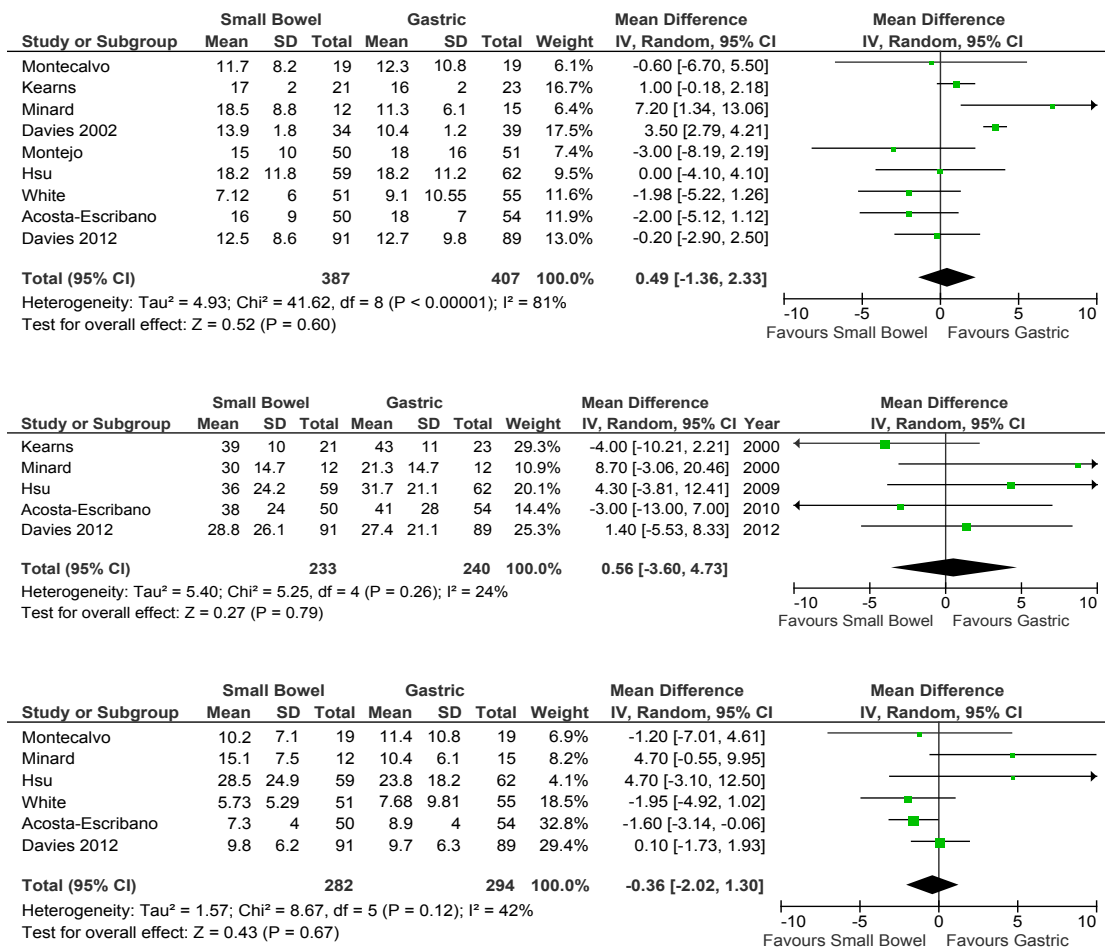 Small Bowel Gastric Mean Difference Mean Difference
Study or Subgroup Mean SD Total Mean SD Total Weight IV, Random, 95% CI IV, Random, 95% CI
Montecalvo 11.7 8.2 19 12.3 10.8 19 6.1% -0.60 [-6.70, 5.50]
Kearns 17 2 21 16 2 23 16.7% 1.00 [-0.18, 2.18]
Minard 18.5 8.8 12 11.3 6.1 15 6.4% 7.20 [1.34, 13.06]
Davies 2002 13.9 1.8 34 10.4 1.2 39 17.5% 3.50 [2.79, 4.21]
Montejo 15 10 50 18 16 51 7.4% -3.00 [-8.19, 2.19]
Hsu 18.2 11.8 59 18.2 11.2 62 9.5% 0.00 [-4.10, 4.10]
White 7.12 6 51 9.1 10.55 55 11.6% -1.98 [-5.22, 1.26]
Acosta-Escribano 16 9 50 18 7 54 11.9% -2.00 [-5.12, 1.12]
Davies 2012 12.5 8.6 91 12.7 9.8 89 13.0% -0.20 [-2.90, 2.50]
Total (95% CI) 387 407 100.0% 0.49 [-1.36, 2.33]
Heterogeneity: Tau² = 4.93; Chi² = 41.62, df = 8 (P < 0.00001); I² = 81%
Test for overall effect: Z = 0.52 (P = 0.60)
-10 -5 0 5 10
Favours Small Bowel Favours Gastric
Small Bowel Gastric Mean Difference Mean Difference
Study or Subgroup Mean SD Total Mean SD Total Weight IV, Random, 95% CI Year IV, Random, 95% CI
Kearns 39 10 21 43 11 23 29.3% -4.00 [-10.21, 2.21] 2000
Minard 30 14.7 12 21.3 14.7 12 10.9% 8.70 [-3.06, 20.46] 2000
Hsu 36 24.2 59 31.7 21.1 62 20.1% 4.30 [-3.81, 12.41] 2009
Acosta-Escribano 38 24 50 41 28 54 14.4% -3.00 [-13.00, 7.00] 2010
Davies 2012 28.8 26.1 91 27.4 21.1 89 25.3% 1.40 [-5.53, 8.33] 2012
Total (95% CI) 233 240 100.0% 0.56 [-3.60, 4.73]
Heterogeneity: Tau² = 5.40; Chi² = 5.25, df = 4 (P = 0.26); I² = 24%
Test for overall effect: Z = 0.27 (P = 0.79)
-10 -5 0 5 10
Favours Small Bowel Favours Gastric
Small Bowel Gastric Mean Difference Mean Difference
Study or Subgroup Mean SD Total Mean SD Total Weight IV, Random, 95% CI IV, Random, 95% CI
Montecalvo 10.2 7.1 19 11.4 10.8 19 6.9% -1.20 [-7.01, 4.61]
Minard 15.1 7.5 12 10.4 6.1 15 8.2% 4.70 [-0.55, 9.95]
Hsu 28.5 24.9 59 23.8 18.2 62 4.1% 4.70 [-3.10, 12.50]
White 5.73 5.29 51 7.68 9.81 55 18.5% -1.95 [-4.92, 1.02]
Acosta-Escribano 7.3 4 50 8.9 4 54 32.8% -1.60 [-3.14, -0.06]
Davies 2012 9.8 6.2 91 9.7 6.3 89 29.4% 0.10 [-1.73, 1.93]
Total (95% CI) 282 294 100.0% -0.36 [-2.02, 1.30]
Heterogeneity: Tau² = 1.57; Chi² = 8.67, df = 5 (P = 0.12); I² = 42%
Test for overall effect: Z = 0.43 (P = 0.67)
-10 -5 0 5 10
Favours Small Bowel Favours Gastric